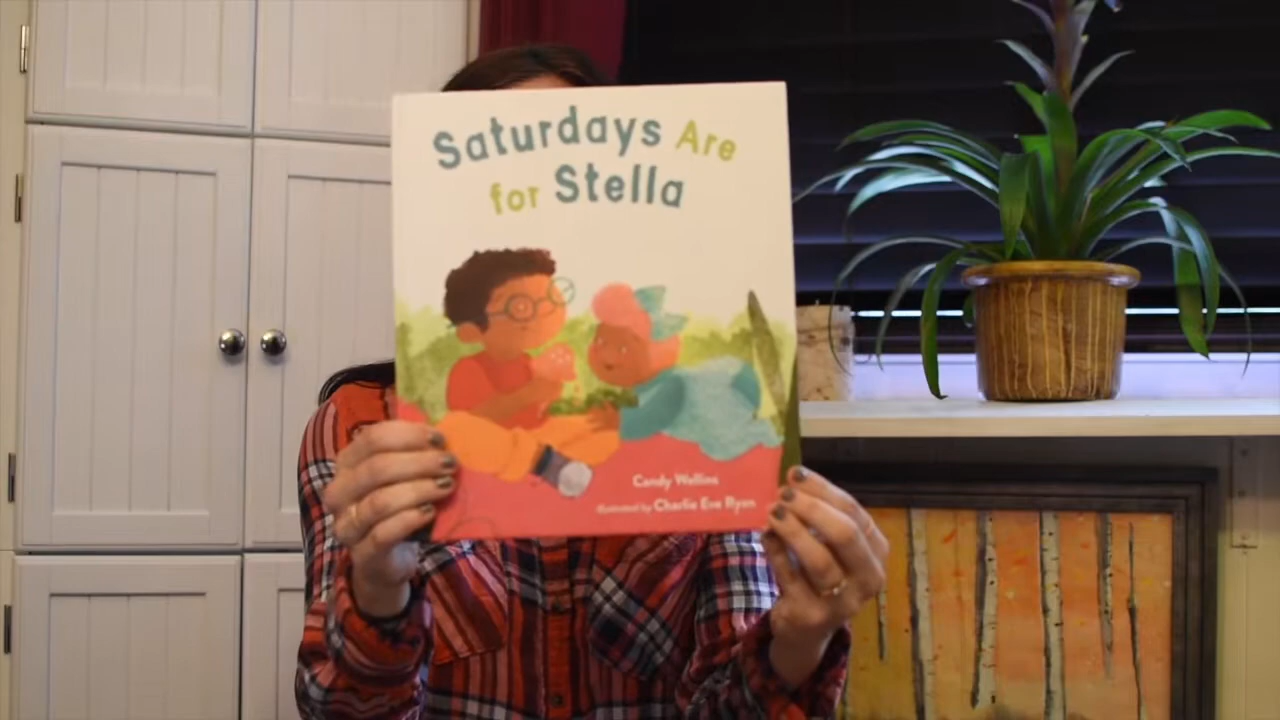 Saturdays Are
for Stella
Candy Wellins
illustrated by Charlie Eve Ryan